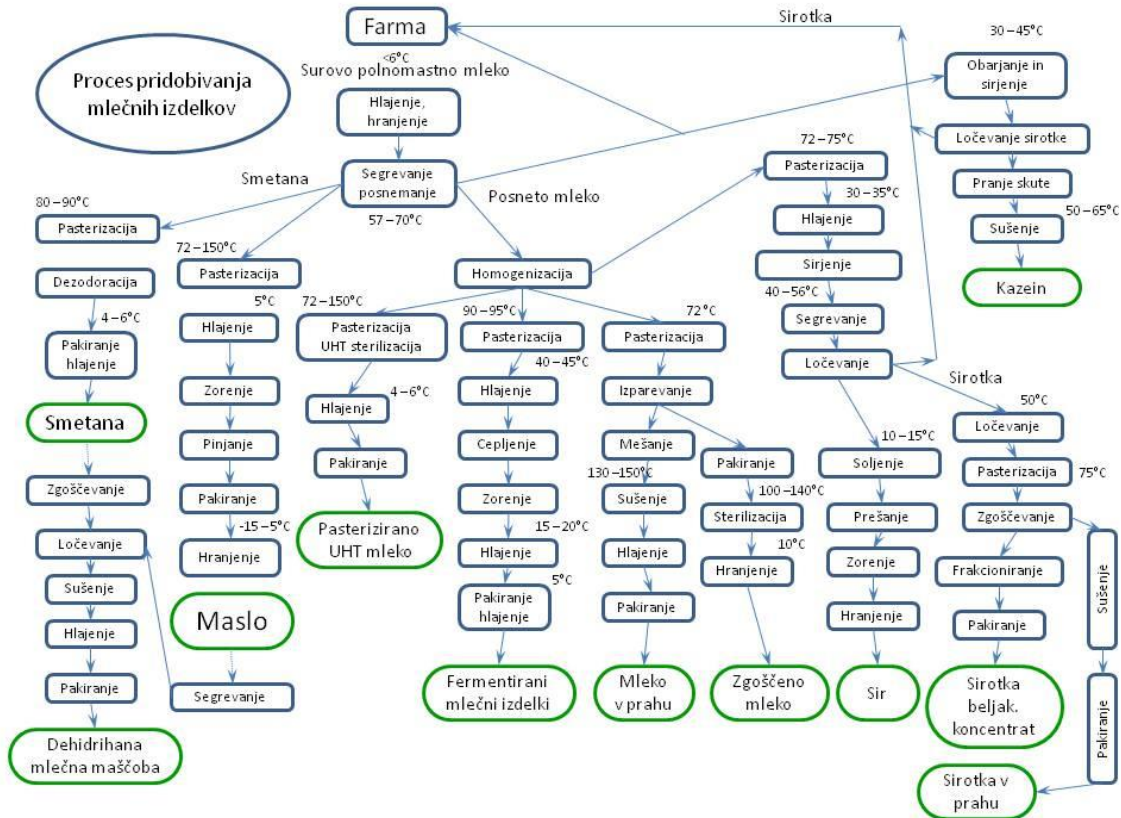 Proces pridobivanja
mlečnih izdelkov
Farma
<6°C
Surovo polnomastno mleko
Hlajenje,
hranjenje
Segrevanje
posnemanje
57–70°C
Smetana
Posneto mleko
Sirotka
80–90°C
Pasterizacija
Dezodoracija
4–6°C
Pakiranje
hlajenje
Smetana
Zgoščevanje
Ločevanje
Sušenje
Hlajenje
Pakiranje
Dehidrihana
mlečna maščoba
72–150°C
Pasterizacija
5°C
Hlajenje
Zorenje
Pinjanje
Pakiranje
-15–5°C
Hranjenje
Maslo
Segrevanje
Homogenizacija
72–150°C
Pasterizacija
UHT sterilizacija
4–6°C
Hlajenje
Pakiranje
Pasterizirano
UHT mleko
90–95°C
Pasterizacija
40–45°C
Hlajenje
Cepljenje
Zorenje
15–20°C
Hlajenje
5°C
Pakiranje
hlajenje
Fermentirani
mlečni izdelki
72°C
Pasterizacija
Izparevanje
Mešanje
130–150°C
Sušenje
Hlajenje
Pakiranje
Mleko
v prahu
Pakiranje
100–140°C
Sterilizacija
10°C
Hranjenje
Zgoščeno
mleko
72–75°C
Pasterizacija
30–35°C
Hlajenje
Sirjenje
40–56°C
Segrevanje
Ločevanje
10–15°C
Soljenje
Prešanje
Zorenje
Hranjenje
Sir
Sirotka
50°C
Ločevanje
Pasterizacija
75°C
Zgoščevanje
Frakcioniranje
Pakiranje
Sirotka
beljak.
koncentrat
Sušenje
Pakiranje
Sirotka v
prahu
30–45°C
Obarjanje in
sirjenje
Ločevanje sirotke
Pranje skute
50–65°C
Sušenje
Kazein